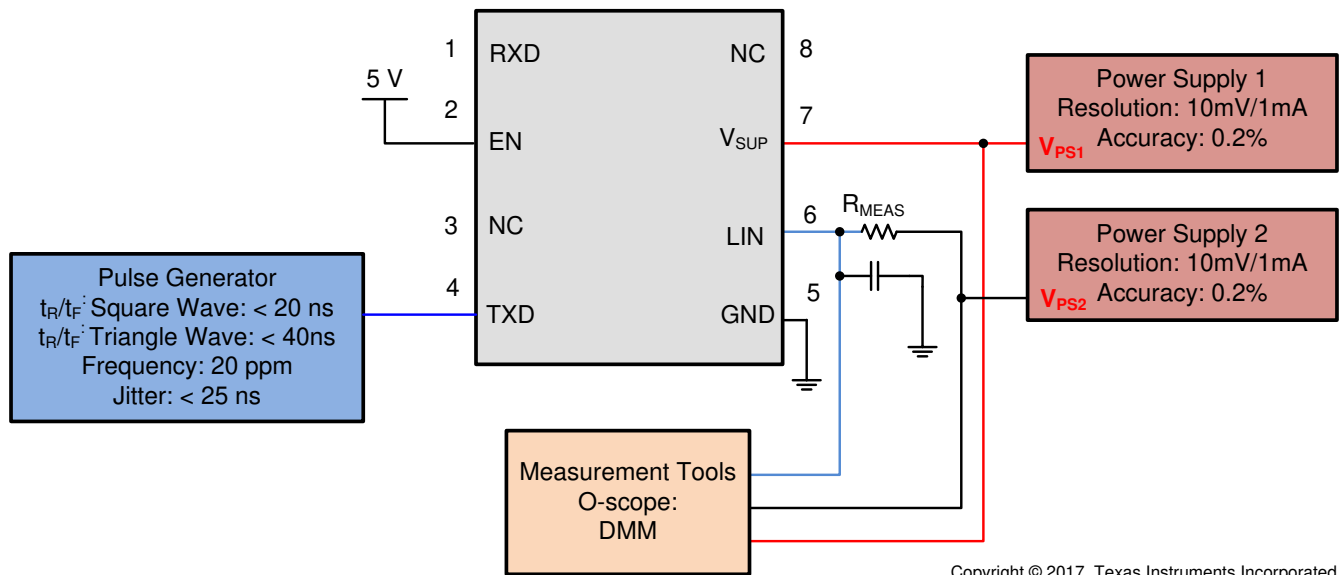 1
RXD
NC
8
5 V
2
EN
7
VSUP
Power Supply 1
Resolution: 10mV/1mA
VPS1
Accuracy: 0.2%
3
NC
6
LIN
RMEAS
Power Supply 2
Resolution: 10mV/1mA
VPS2
Accuracy: 0.2%
Pulse Generator
tR/tF: Square Wave: < 20 ns
tR/tF: Triangle Wave: < 40ns
Frequency: 20 ppm
Jitter: < 25 ns
4
TXD
5
GND
Measurement Tools
O-scope:
DMM
Copyright © 2017, Texas Instruments Incorporated